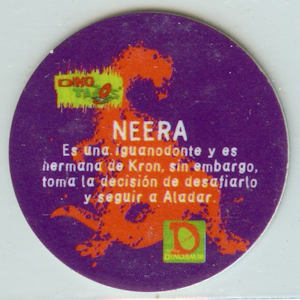 DINO
TAZOS
NEERA
Es una iguanodonte y es
hermana de Kron, sin embargo,
toma la decisión de desafiarlo
y seguir a Aladar.
DINOSAUR